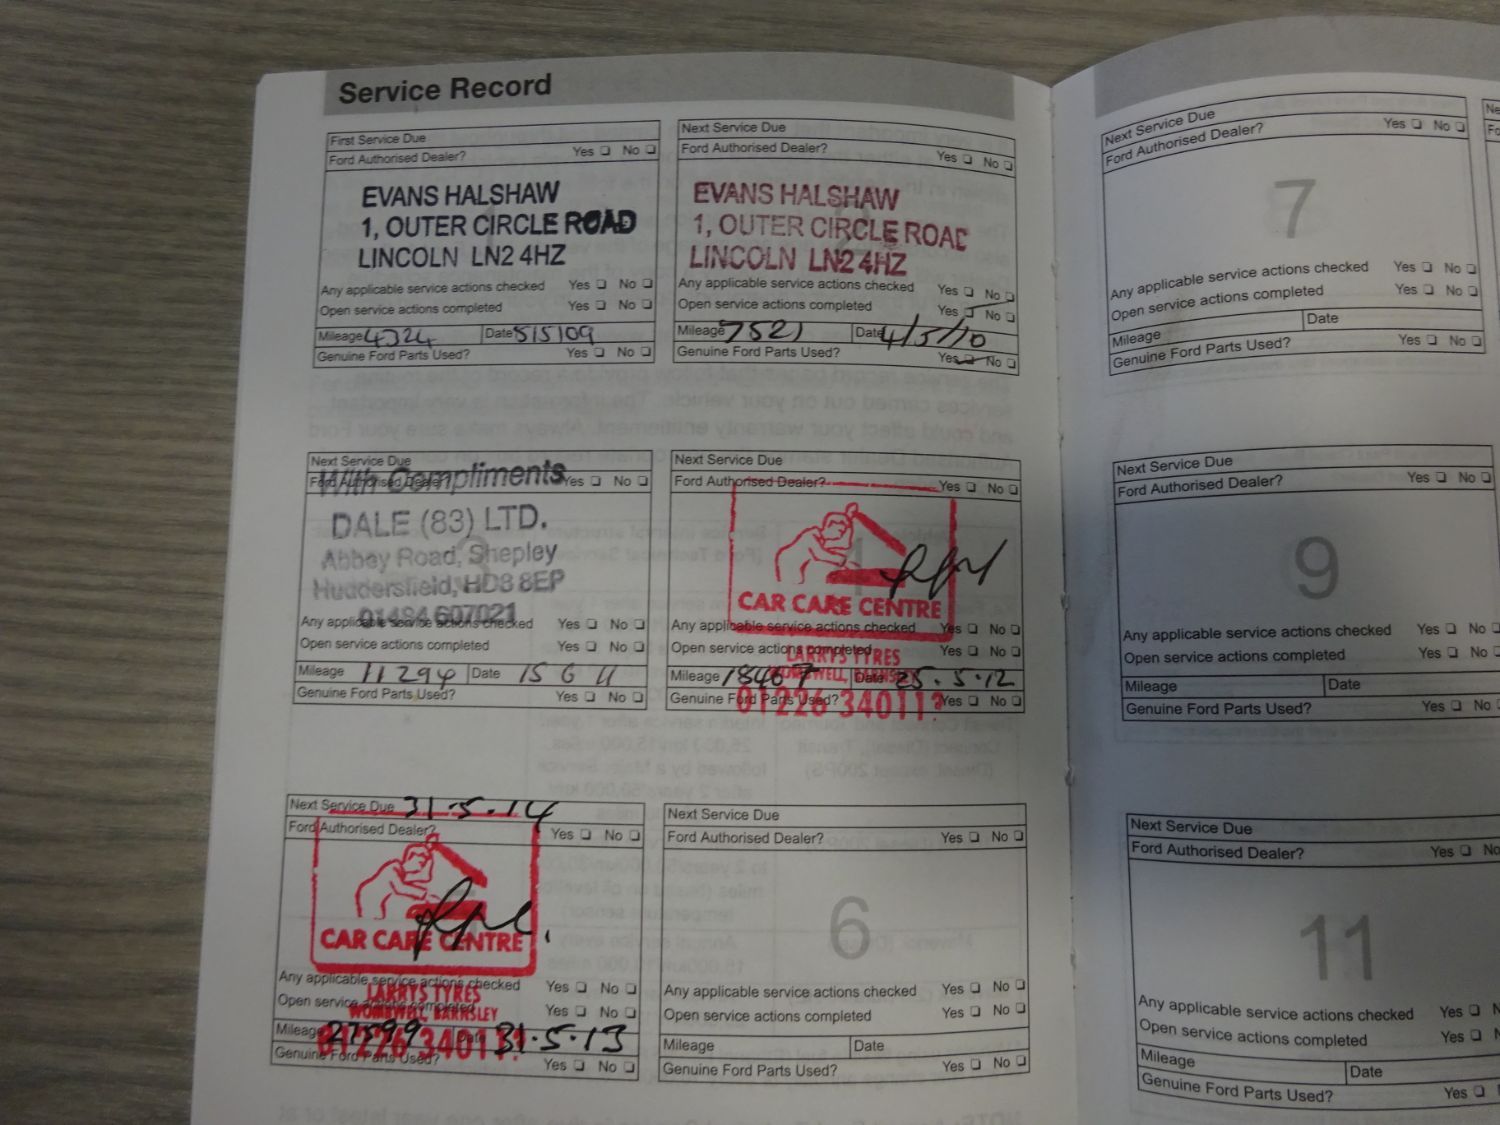 Service Record
First Service Due
Ford Authorised Dealer? Yes No
EVANS HALSHAW
1, OUTER CIRCLE ROAD
LINCOLN LN2 4HZ
Any applicable service actions checked Yes No
Open service actions completed Yes No
Mileage 4324 Date 5/5/09
Genuine Ford Parts Used? Yes No
Next Service Due
Ford Authorised Dealer? Yes No
2
EVANS HALSHAW
1, OUTER CIRCLE ROAD
LINCOLN LN2 4HZ
Any applicable service actions checked Yes No
Open service actions completed Yes No
Mileage 7521 Date 4/5/10
Genuine Ford Parts Used? Yes No
Next Service Due
Ford Authorised Dealer? Yes No
With Compliments
3
DALE (83) LTD.
Abbey Road, Shepley
Huddersfield, HD8 8EP
01484 607021
Any applicable service actions checked Yes No
Open service actions completed Yes No
Mileage 11294 Date 15 6 11
Genuine Ford Parts Used? Yes No
Next Service Due
Ford Authorised Dealer? Yes No
4
CAR CARE CENTRE
Any applicable service actions checked Yes No
Open service actions completed Yes No
LARRYS TYRES
WOMBWELL, BARNSLEY
Mileage 18467 Date 25.5.12
Genuine Ford Parts Used? Yes No
01226 340113
Next Service Due 31.5.14
Ford Authorised Dealer? Yes No
CAR CARE CENTRE
Any applicable service actions checked Yes No
LARRYS TYRES
Open service actions completed Yes No
WOMBWELL BARNSLEY
Mileage 27599 Date 31.5.13
01226 340113
Genuine Ford Parts Used? Yes No
Next Service Due
Ford Authorised Dealer? Yes No
6
Any applicable service actions checked Yes No
Open service actions completed Yes No
Mileage Date
Genuine Ford Parts Used? Yes No
Next Service Due
Ford Authorised Dealer? Yes No
7
Any applicable service actions checked Yes No
Open service actions completed Yes No
Mileage Date
Genuine Ford Parts Used? Yes No
Next Service Due
Ford Authorised Dealer? Yes No
9
Any applicable service actions checked Yes No
Open service actions completed Yes No
Mileage Date
Genuine Ford Parts Used? Yes No
Next Service Due
Ford Authorised Dealer? Yes No
11
Any applicable service actions checked Yes
Open service actions completed Yes
Mileage Date
Genuine Ford Parts Used? Yes